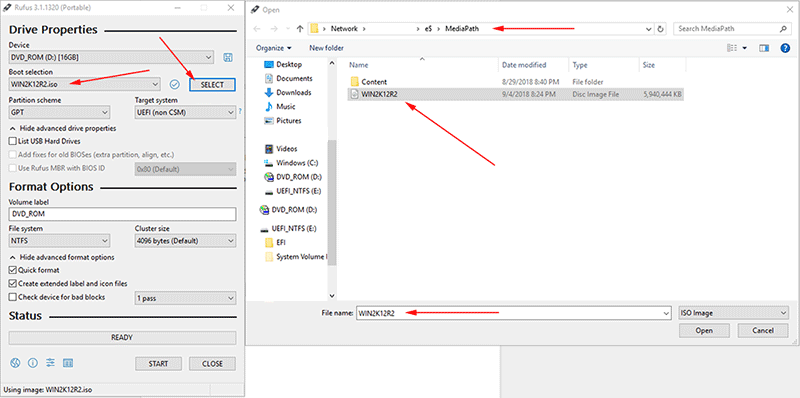 Rufus 3.1.1320 (Portable)
Drive Properties
Device
DVD_ROM (D:) [16GB]
Boot selection
WIN2K12R2.iso
SELECT
Partition scheme
Target system
GPT
UEFI (non CSM)
?
Hide advanced drive properties
List USB Hard Drives
Add fixes for old BIOSes (extra partition, align, etc.)
Use Rufus MBR with BIOS ID
0x80 (Default)
Format Options
Volume label
DVD_ROM
File system
Cluster size
NTFS
4096 bytes (Default)
Hide advanced format options
Quick format
Create extended label and icon files
Check device for bad blocks
1 pass
Status
READY
START
CLOSE
Using image: WIN2K12R2.iso
Open
Network
e$
MediaPath
Search MediaPath
Organize
New folder
Name
Date modified
Type
Size
Desktop
Documents
Downloads
Music
Pictures
Videos
Windows (C:)
DVD_ROM (D:)
UEFI_NTFS (E:)
DVD_ROM (D:)
UEFI_NTFS (E:)
EFI
System Volume
Content
8/29/2018 8:40 PM
File folder
WIN2K12R2
9/4/2018 8:24 PM
Disc Image File
5,940,444 KB
File name:
WIN2K12R2
ISO Image
Open
Cancel